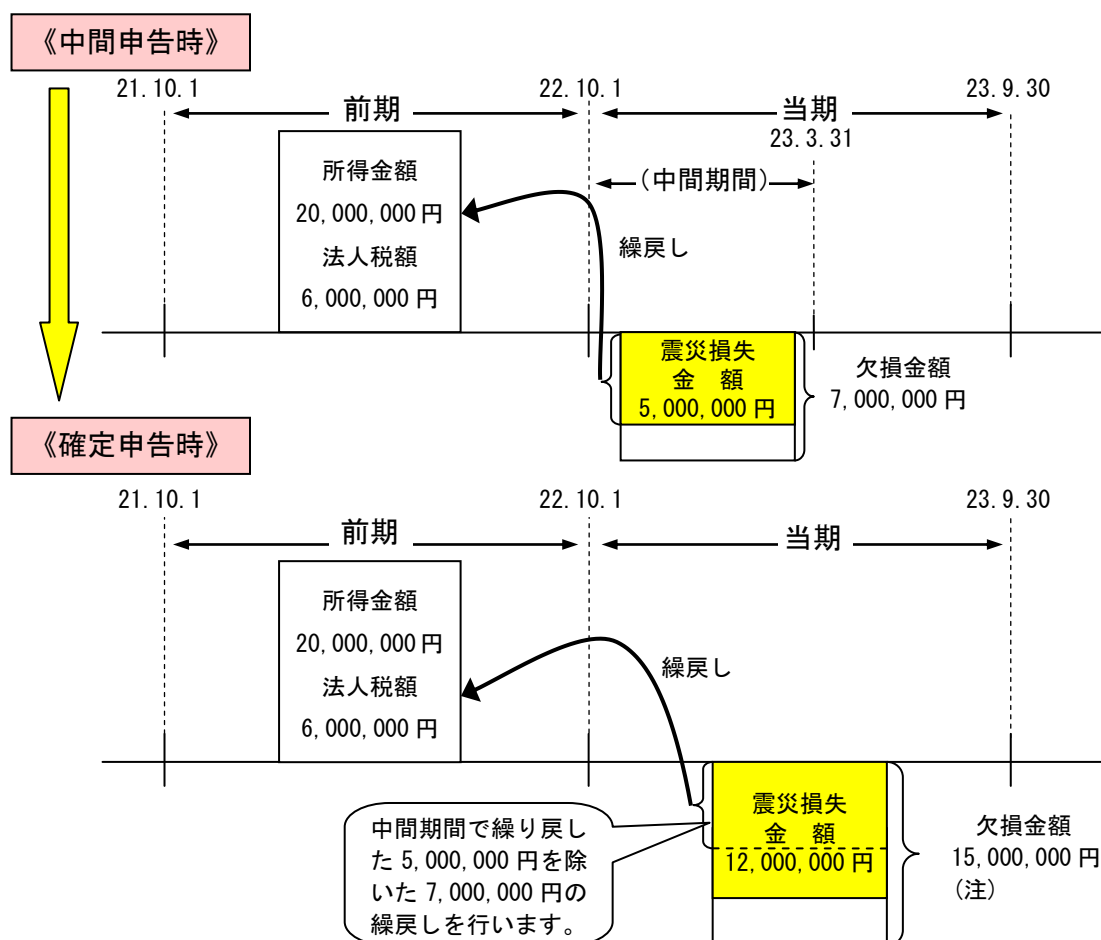 《中間申告時》
21.10.1
22.10.1
23.9.30
前期
当期
23.3.31
(中間期間)
所得金額
20,000,000円
法人税額
6,000,000円
繰戻し
震災損失
金 額
5,000,000円
欠損金額
7,000,000円
《確定申告時》
21.10.1
22.10.1
23.9.30
前期
当期
所得金額
20,000,000円
法人税額
6,000,000円
繰戻し
中間期間で繰り戻し
た5,000,000円を除
いた7,000,000円の
繰戻しを行います。
震災損失
金 額
12,000,000円
欠損金額
15,000,000円
(注)